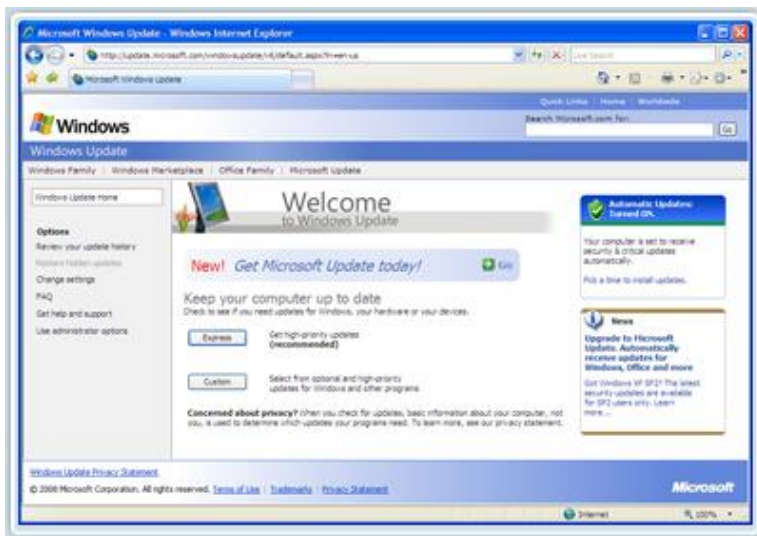 Microsoft Windows Update - Windows Internet Explorer
http://update.microsoft.com/windowsupdate/v6/default.aspx?ln=en-us
Live Search
Microsoft Windows Update
Quick Links | Home | Worldwide
Search Microsoft.com for:
Windows
Go
Windows Update
Windows Family | Windows Marketplace | Office Family | Microsoft Update
Windows Update Home
Options
Review your update history
Restore hidden updates
Change settings
FAQ
Get help and support
Use administrator options
Welcome
to Windows Update
New! Get Microsoft Update today!
Go
Keep your computer up to date
Check to see if you need updates for Windows, your hardware or your devices.
Express
Get high-priority updates
(recommended)
Custom
Select from optional and high-priority
updates for Windows and other programs
Concerned about privacy? When you check for updates, basic information about your computer, not
you, is used to determine which updates your programs need. To learn more, see our privacy statement.
Automatic Updates:
Turned ON.
Your computer is set to receive
security & critical updates
automatically.
Pick a time to install updates.
News
Upgrade to Microsoft
Update. Automatically
receive updates for
Windows, Office and more
Got Windows XP SP2? The latest
security updates are available
for SP2 users only. Learn
more...
Windows Update Privacy Statement
© 2006 Microsoft Corporation. All rights reserved. Terms of Use | Trademarks | Privacy Statement
Microsoft
Internet
100%